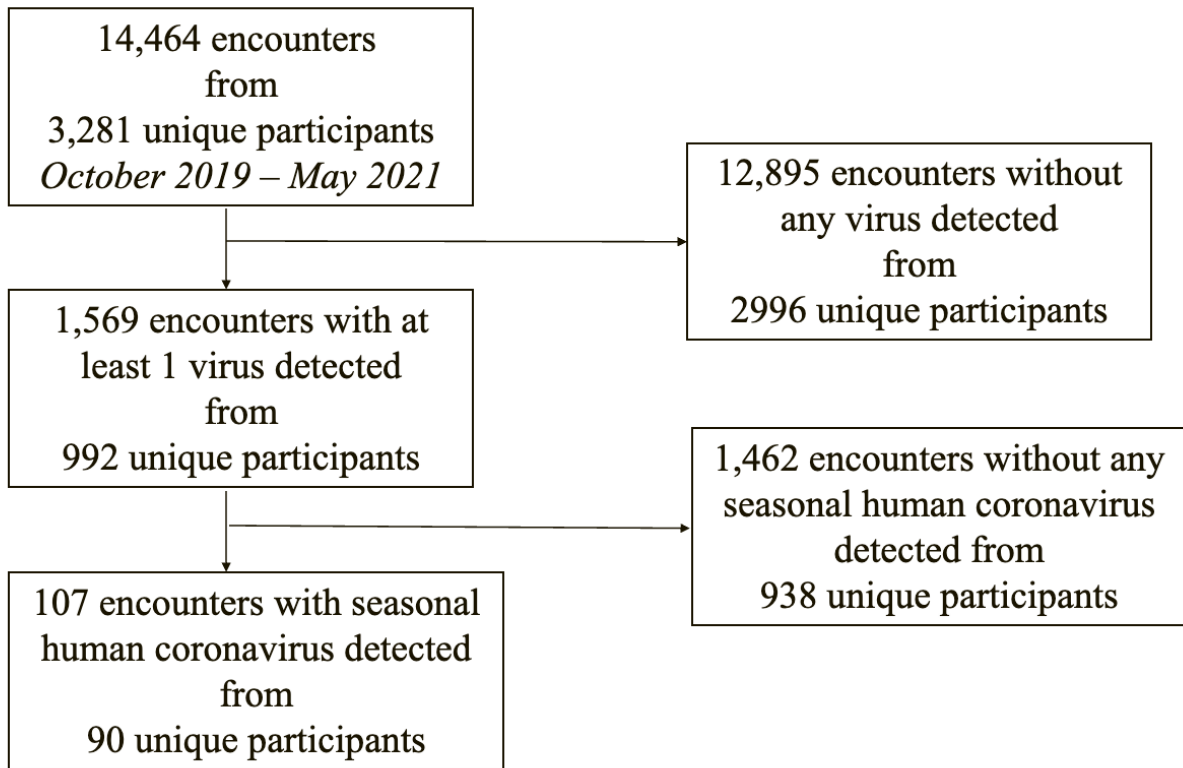 14,464 encounters
from
3,281 unique participants
October 2019 – May 2021
12,895 encounters without
any virus detected
from
2996 unique participants
1,569 encounters with at
least 1 virus detected
from
992 unique participants
1,462 encounters without any
seasonal human coronavirus
detected from
938 unique participants
107 encounters with seasonal
human coronavirus detected
from
90 unique participants